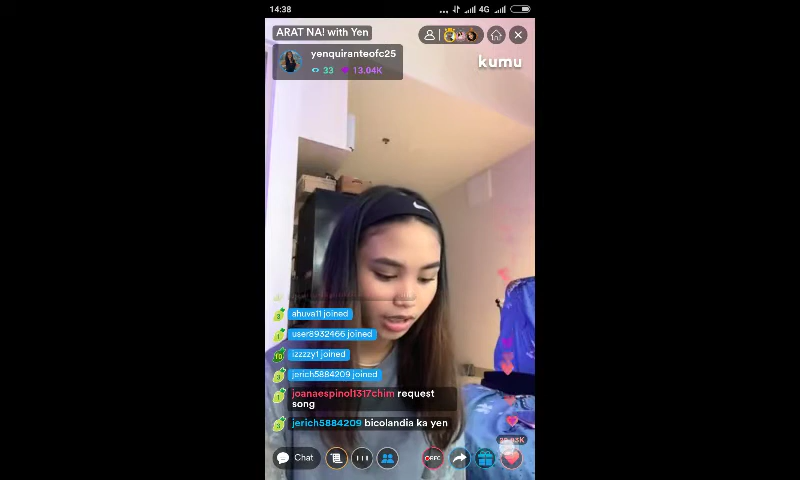 14:38
... 4G
ARAT NA! with Yen
yenquiranteofc25
33 13.04K
kumu
ahuva11 joined
user8932466 joined
izzzzy1 joined
jerich5884209 joined
joanaespinol1317chim request
song
jerich5884209 bicolandia ka yen
Chat